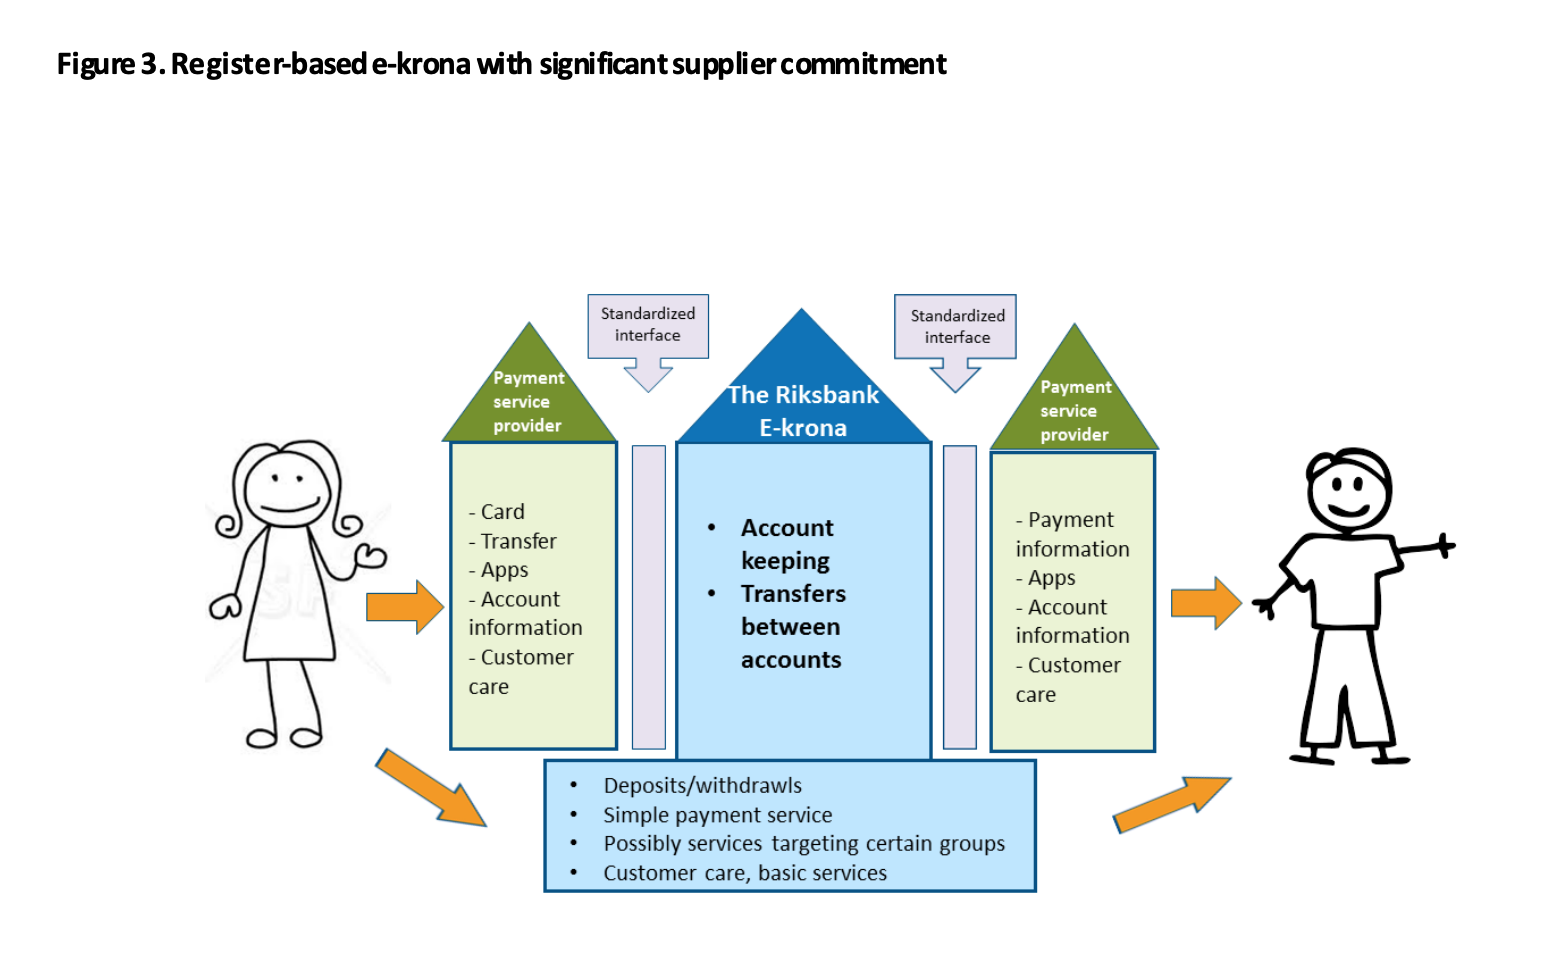 Figure 3. Register-based e-krona with significant supplier commitment
Standardized
interface
Standardized
interface
Payment
service
provider
The Riksbank
E-krona
Payment
service
provider
- Card
- Transfer
- Apps
- Account
information
- Customer
care
• Account
keeping
• Transfers
between
accounts
- Payment
information
- Apps
- Account
information
- Customer
care
• Deposits/withdrawls
• Simple payment service
• Possibly services targeting certain groups
• Customer care, basic services